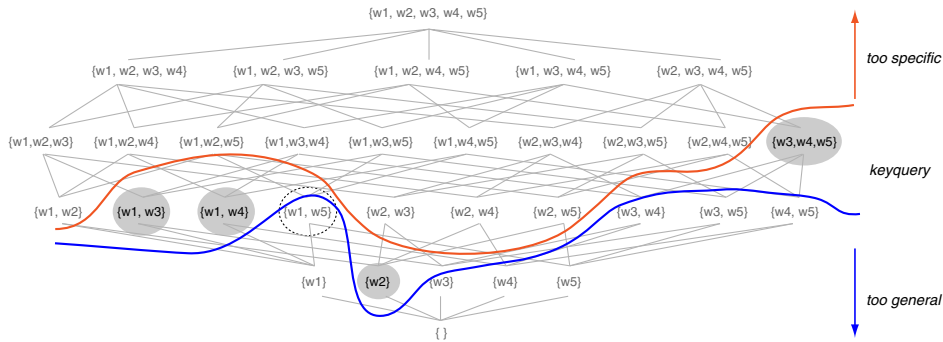 {w1, w2, w3, w4, w5}
{w1, w2, w3, w4} {w1, w2, w3, w5} {w1, w2, w4, w5} {w1, w3, w4, w5} {w2, w3, w4, w5}
too specific
{w1,w2,w3} {w1,w2,w4} {w1,w2,w5} {w1,w3,w4} {w1,w3,w5} {w1,w4,w5} {w2,w3,w4} {w2,w3,w5} {w2,w4,w5} {w3,w4,w5}
keyquery
{w1, w2} {w1, w3} {w1, w4} {w1, w5} {w2, w3} {w2, w4} {w2, w5} {w3, w4} {w3, w5} {w4, w5}
{w1} {w2} {w3} {w4} {w5}
too general
{ }